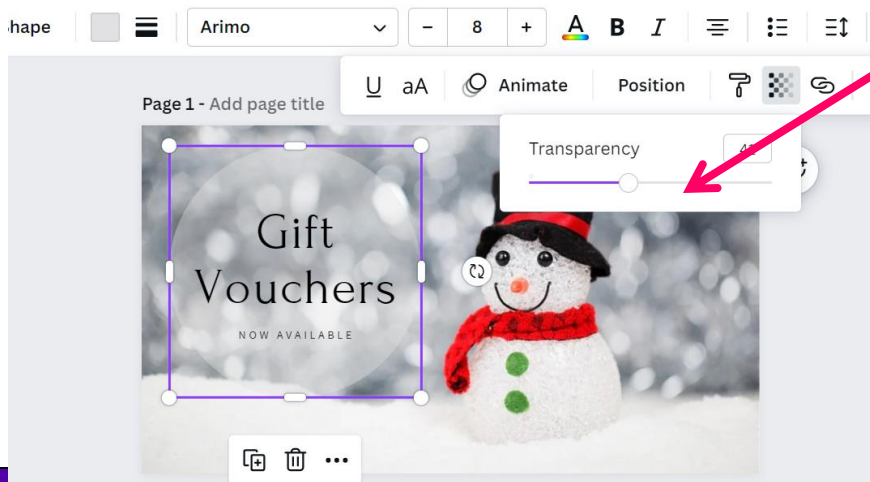 hape Arimo - 8 + A B I
U aA Animate Position
Page 1 - Add page title
Transparency
Gift
Vouchers
NOW AVAILABLE